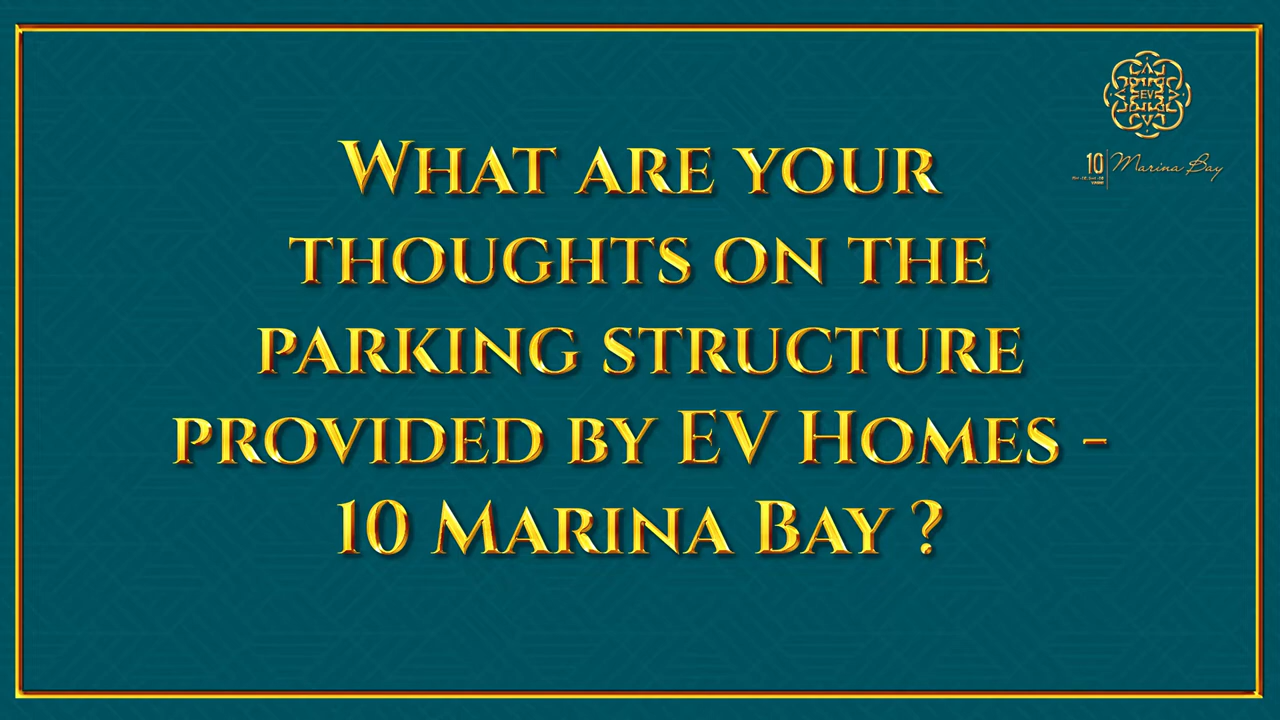 EV
10 Marina Bay
What are your
thoughts on the
parking structure
provided by EV Homes -
10 Marina Bay ?